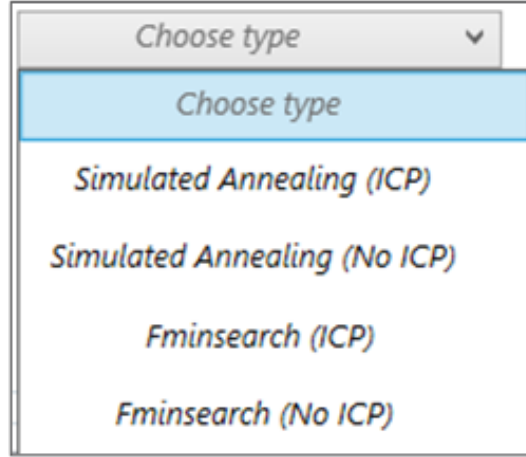 Choose type
Choose type
Simulated Annealing (ICP)
Simulated Annealing (No ICP)
Fminsearch (ICP)
Fminsearch (No ICP)